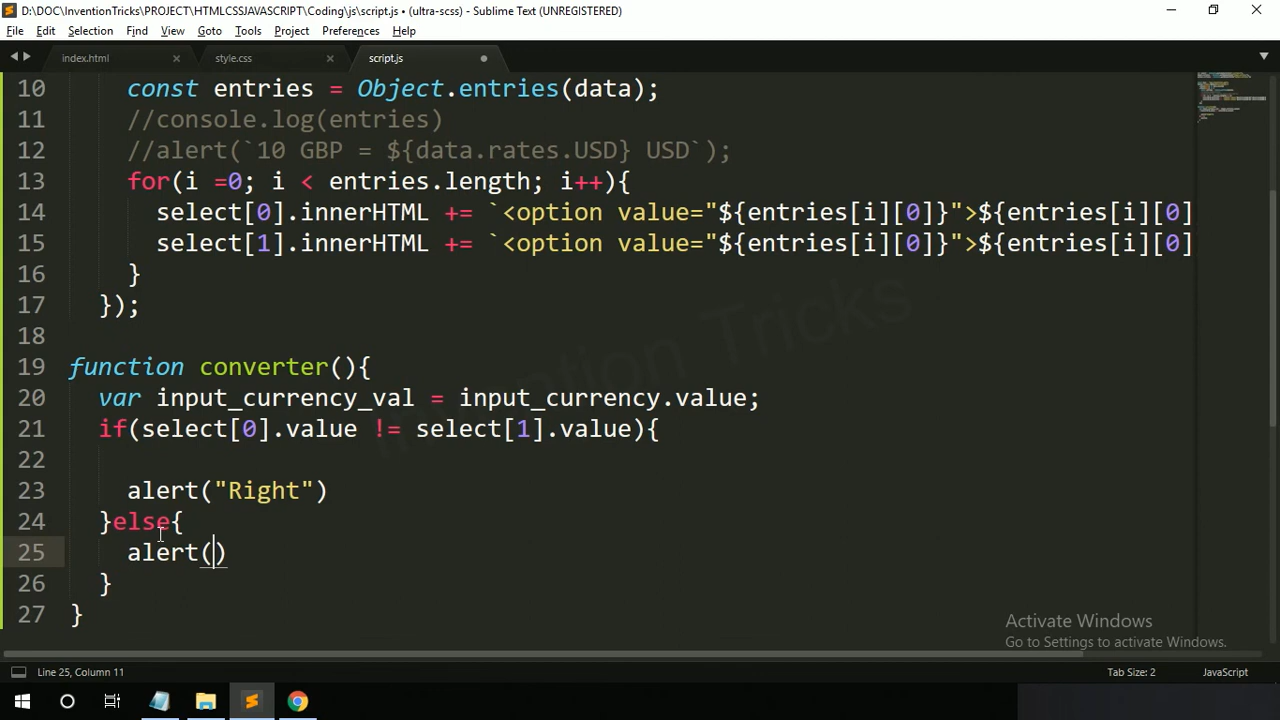 D:\DOC\InventionTricks\PROJECT\HTMLCSSJAVASCRIPT\Coding\js\script.js • (ultra-scss) - Sublime Text (UNREGISTERED)
File Edit Selection Find View Goto Tools Project Preferences Help
index.html style.css script.js
10 const entries = Object.entries(data);
11 //console.log(entries)
12 //alert(`10 GBP = ${data.rates.USD} USD`);
13 for(i =0; i < entries.length; i++){
14 select[0].innerHTML += `<option value="${entries[i][0]}">${entries[i][0]
15 select[1].innerHTML += `<option value="${entries[i][0]}">${entries[i][0]
16 }
17 });
18
19 function converter(){
20 var input_currency_val = input_currency.value;
21 if(select[0].value != select[1].value){
22
23 alert("Right")
24 }else{
25 alert()
26 }
27 }
Invention Tricks
Activate Windows
Go to Settings to activate Windows.
Line 25, Column 11 Tab Size: 2 JavaScript